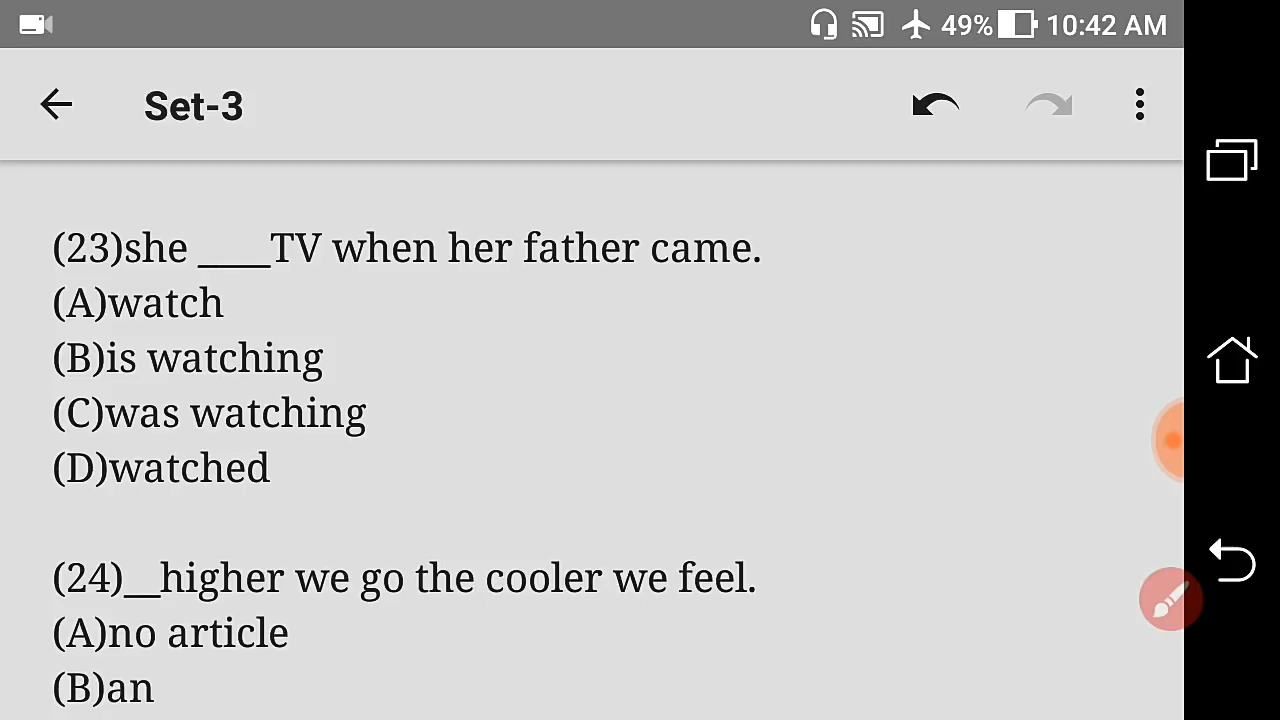 49% 10:42 AM
Set-3
(23)she ____TV when her father came.
(A)watch
(B)is watching
(C)was watching
(D)watched
(24)__higher we go the cooler we feel.
(A)no article
(B)an